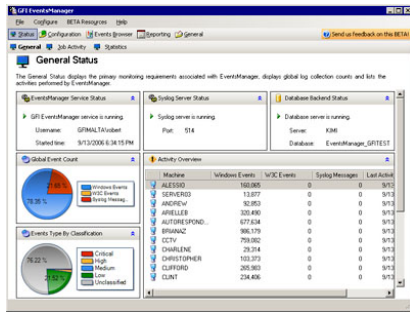 GFI EventsManager
File Configure BETA Resources Help
Status Configuration Events Browser Reporting General Send us feedback on this BETA!
General Job Activity Statistics
General Status
The General Status displays the primary monitoring requirements associated with EventsManager, displays global log collection counts and lists the
activities performed by EventsManager.
EventsManager Service Status
GFI EventsManager service is running.
Username: GFIMALTA\robert
Started time: 9/13/2006 6:34:15 PM
Syslog Server Status
Syslog server is running.
Port: 514
Database Backend Status
Database server is running.
Server: KIMI
Database: EventsManager_GFITEST
Global Event Count
78.35 %
Windows Events
W3C Events
Syslog Messag...
Events Type By Classification
76.22 %
Critical
High
Medium
Low
Unclassified
Activity Overview
Machine Windows Events W3C Events Syslog Messages Last Activit
ALESSIO 160,865 0 0 9/13
SERVER03 13,877 0 0 9/13
ANDREW 92,853 0 0 9/13
ARIELLEB 320,490 0 0 9/13
AUTORESPOND... 677,634 0 0 9/13
BRIANAZ 906,179 0 0 9/13
CCTV 759,082 0 0 9/13
CHARLENE 29,314 0 0 9/13
CHRISTOPHER 103,373 0 0 9/13
CLIFFORD 265,983 0 0 9/13
CLINT 234,406 0 0 9/13